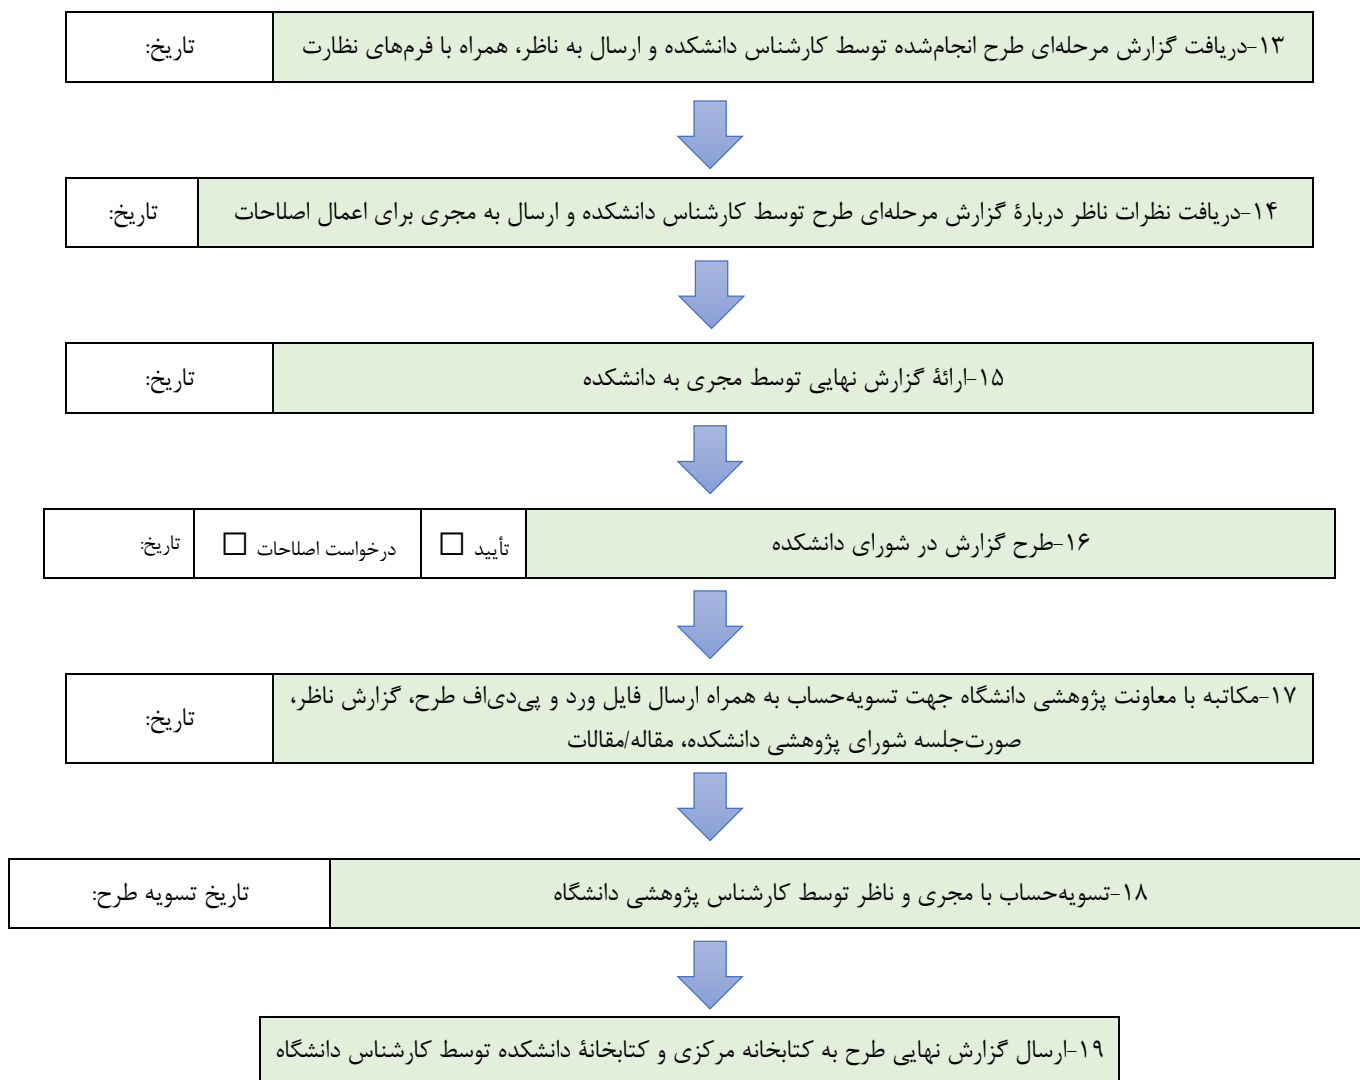 ۱۳-دریافت گزارش مرحله‌ای طرح انجام‌شده توسط کارشناس دانشکده و ارسال به ناظر، همراه با فرم‌های نظارت
تاریخ:
۱۴-دریافت نظرات ناظر دربارهٔ گزارش مرحله‌ای طرح توسط کارشناس دانشکده و ارسال به مجری برای اعمال اصلاحات
تاریخ:
۱۵-ارائهٔ گزارش نهایی توسط مجری به دانشکده
تاریخ:
۱۶-طرح گزارش در شورای دانشکده
تأیید ☐
درخواست اصلاحات ☐
تاریخ:
۱۷-مکاتبه با معاونت پژوهشی دانشگاه جهت تسویه‌حساب به همراه ارسال فایل ورد و پی‌دی‌اف طرح، گزارش ناظر،
صورت‌جلسه شورای پژوهشی دانشکده، مقاله/مقالات
تاریخ:
۱۸-تسویه‌حساب با مجری و ناظر توسط کارشناس پژوهشی دانشگاه
تاریخ تسویه طرح:
۱۹-ارسال گزارش نهایی طرح به کتابخانه مرکزی و کتابخانهٔ دانشکده توسط کارشناس دانشگاه